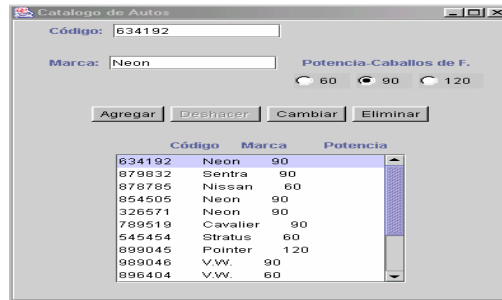 Catalogo de Autos
Código: 634192
Marca: Neon
Potencia-Caballos de F.
60 90 120
Agregar Deshacer Cambiar Eliminar
Código Marca Potencia
634192 Neon 90
879832 Sentra 90
878785 Nissan 60
854505 Neon 90
326571 Neon 90
789519 Cavalier 90
545454 Stratus 60
899045 Pointer 120
989046 V.W. 90
896404 V.W. 60